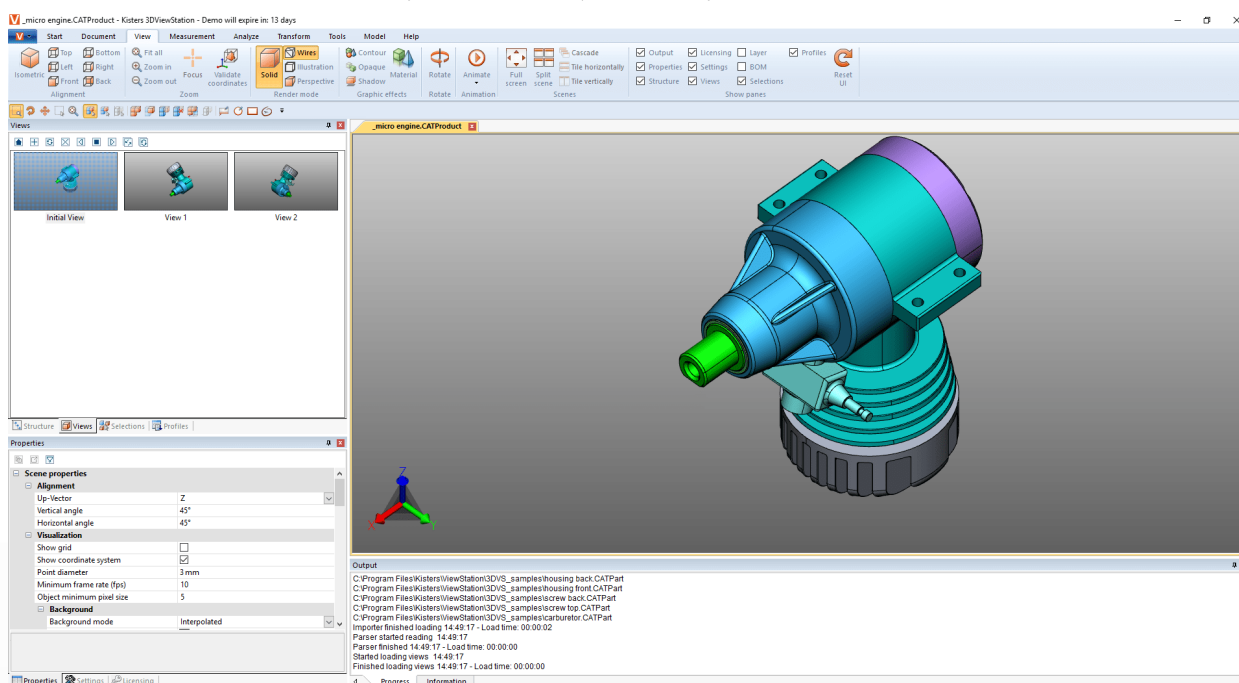 _micro engine.CATProduct - Kisters 3DViewStation - Demo will expire in: 13 days
V Start Document View Measurement Analyze Transform Tools Model Help
Isometric
Top Bottom
Left Right
Front Back
Alignment
Fit all
Zoom in
Zoom out
Focus
Validate coordinates
Zoom
Solid
Wires
Illustration
Perspective
Render mode
Contour
Opaque
Shadow
Material
Graphic effects
Rotate
Rotate
Animate
Animation
Full screen
Split scene
Cascade
Tile horizontally
Tile vertically
Scenes
Output Licensing Layer Profiles
Properties Settings BOM
Structure Views Selections
Show panes
Reset UI
Views
_micro engine.CATProduct
Initial View View 1 View 2
Z
X
Y
Structure Views Selections Profiles
Properties
Scene properties
Alignment
Up-Vector Z
Vertical angle 45°
Horizontal angle 45°
Visualization
Show grid
Show coordinate system
Point diameter 3 mm
Minimum frame rate (fps) 10
Object minimum pixel size 5
Background
Background mode Interpolated
Properties Settings Licensing
Output
C:\Program Files\Kisters\ViewStation\3DVS_samples\housing back.CATPart
C:\Program Files\Kisters\ViewStation\3DVS_samples\housing front.CATPart
C:\Program Files\Kisters\ViewStation\3DVS_samples\screw back.CATPart
C:\Program Files\Kisters\ViewStation\3DVS_samples\screw top.CATPart
C:\Program Files\Kisters\ViewStation\3DVS_samples\carburetor.CATPart
Importer finished loading 14:49:17 - Load time: 00:00:02
Parser started reading 14:49:17
Parser finished 14:49:17 - Load time: 00:00:00
Started loading views 14:49:17
Finished loading views 14:49:17 - Load time: 00:00:00
Progress Information